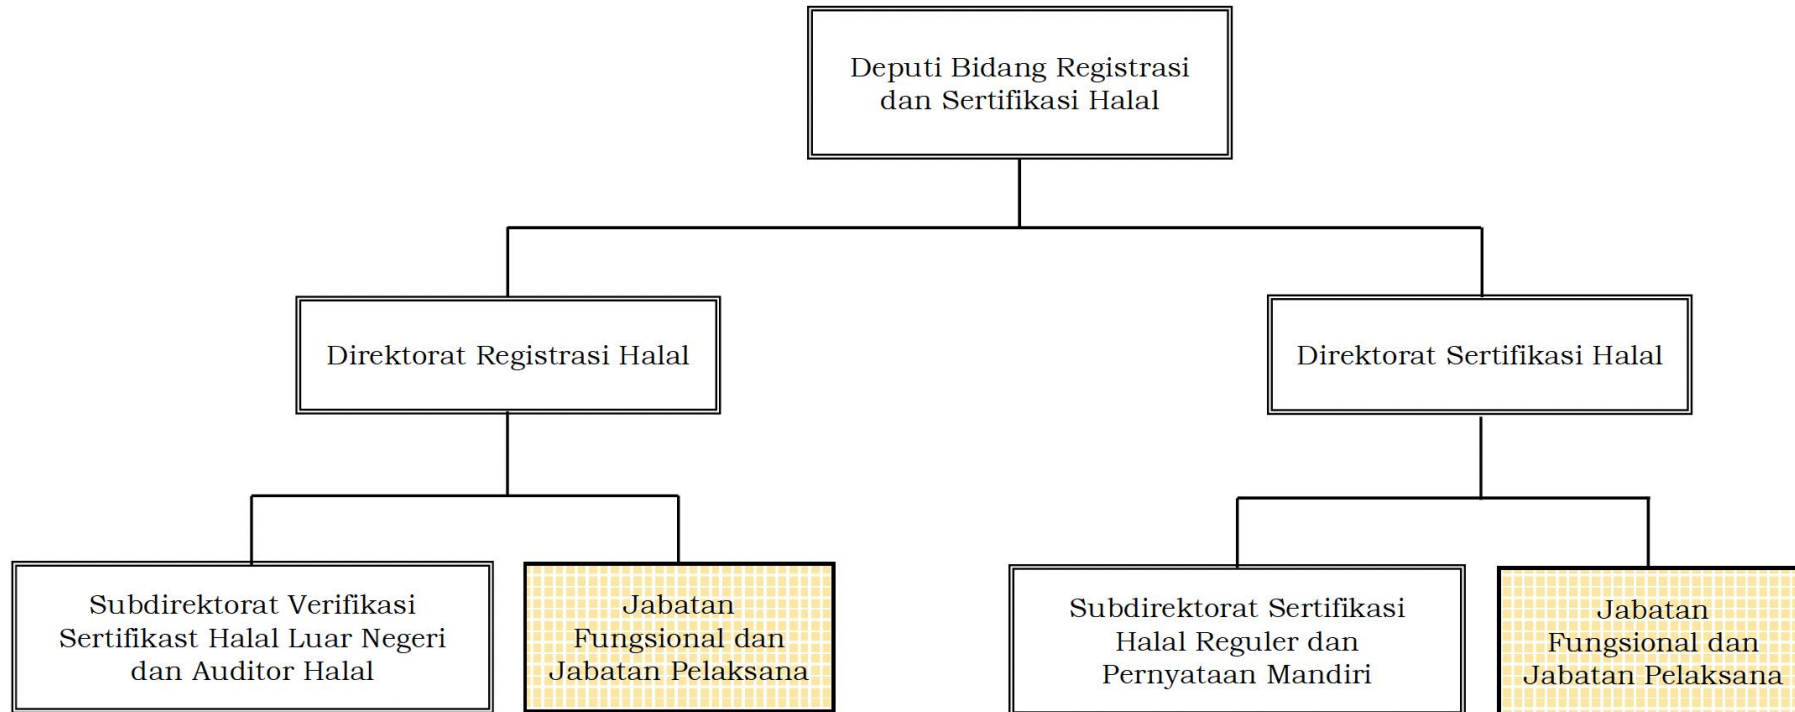 Deputi Bidang Registrasi
dan Sertifikasi Halal
Direktorat Registrasi Halal
Direktorat Sertifikasi Halal
Subdirektorat Verifikasi
Sertifikast Halal Luar Negeri
dan Auditor Halal
Jabatan
Fungsional dan
Jabatan Pelaksana
Subdirektorat Sertifikasi
Halal Reguler dan
Pernyataan Mandiri
Jabatan
Fungsional dan
Jabatan Pelaksana